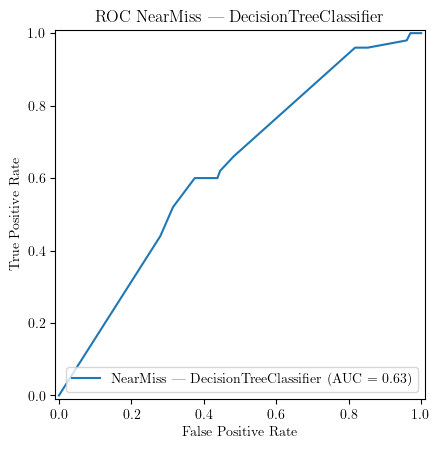 ROC NearMiss — DecisionTreeClassifier
1.0
0.8
0.6
0.4
0.2
0.0
True Positive Rate
NearMiss — DecisionTreeClassifier (AUC = 0.63)
0.0 0.2 0.4 0.6 0.8 1.0
False Positive Rate